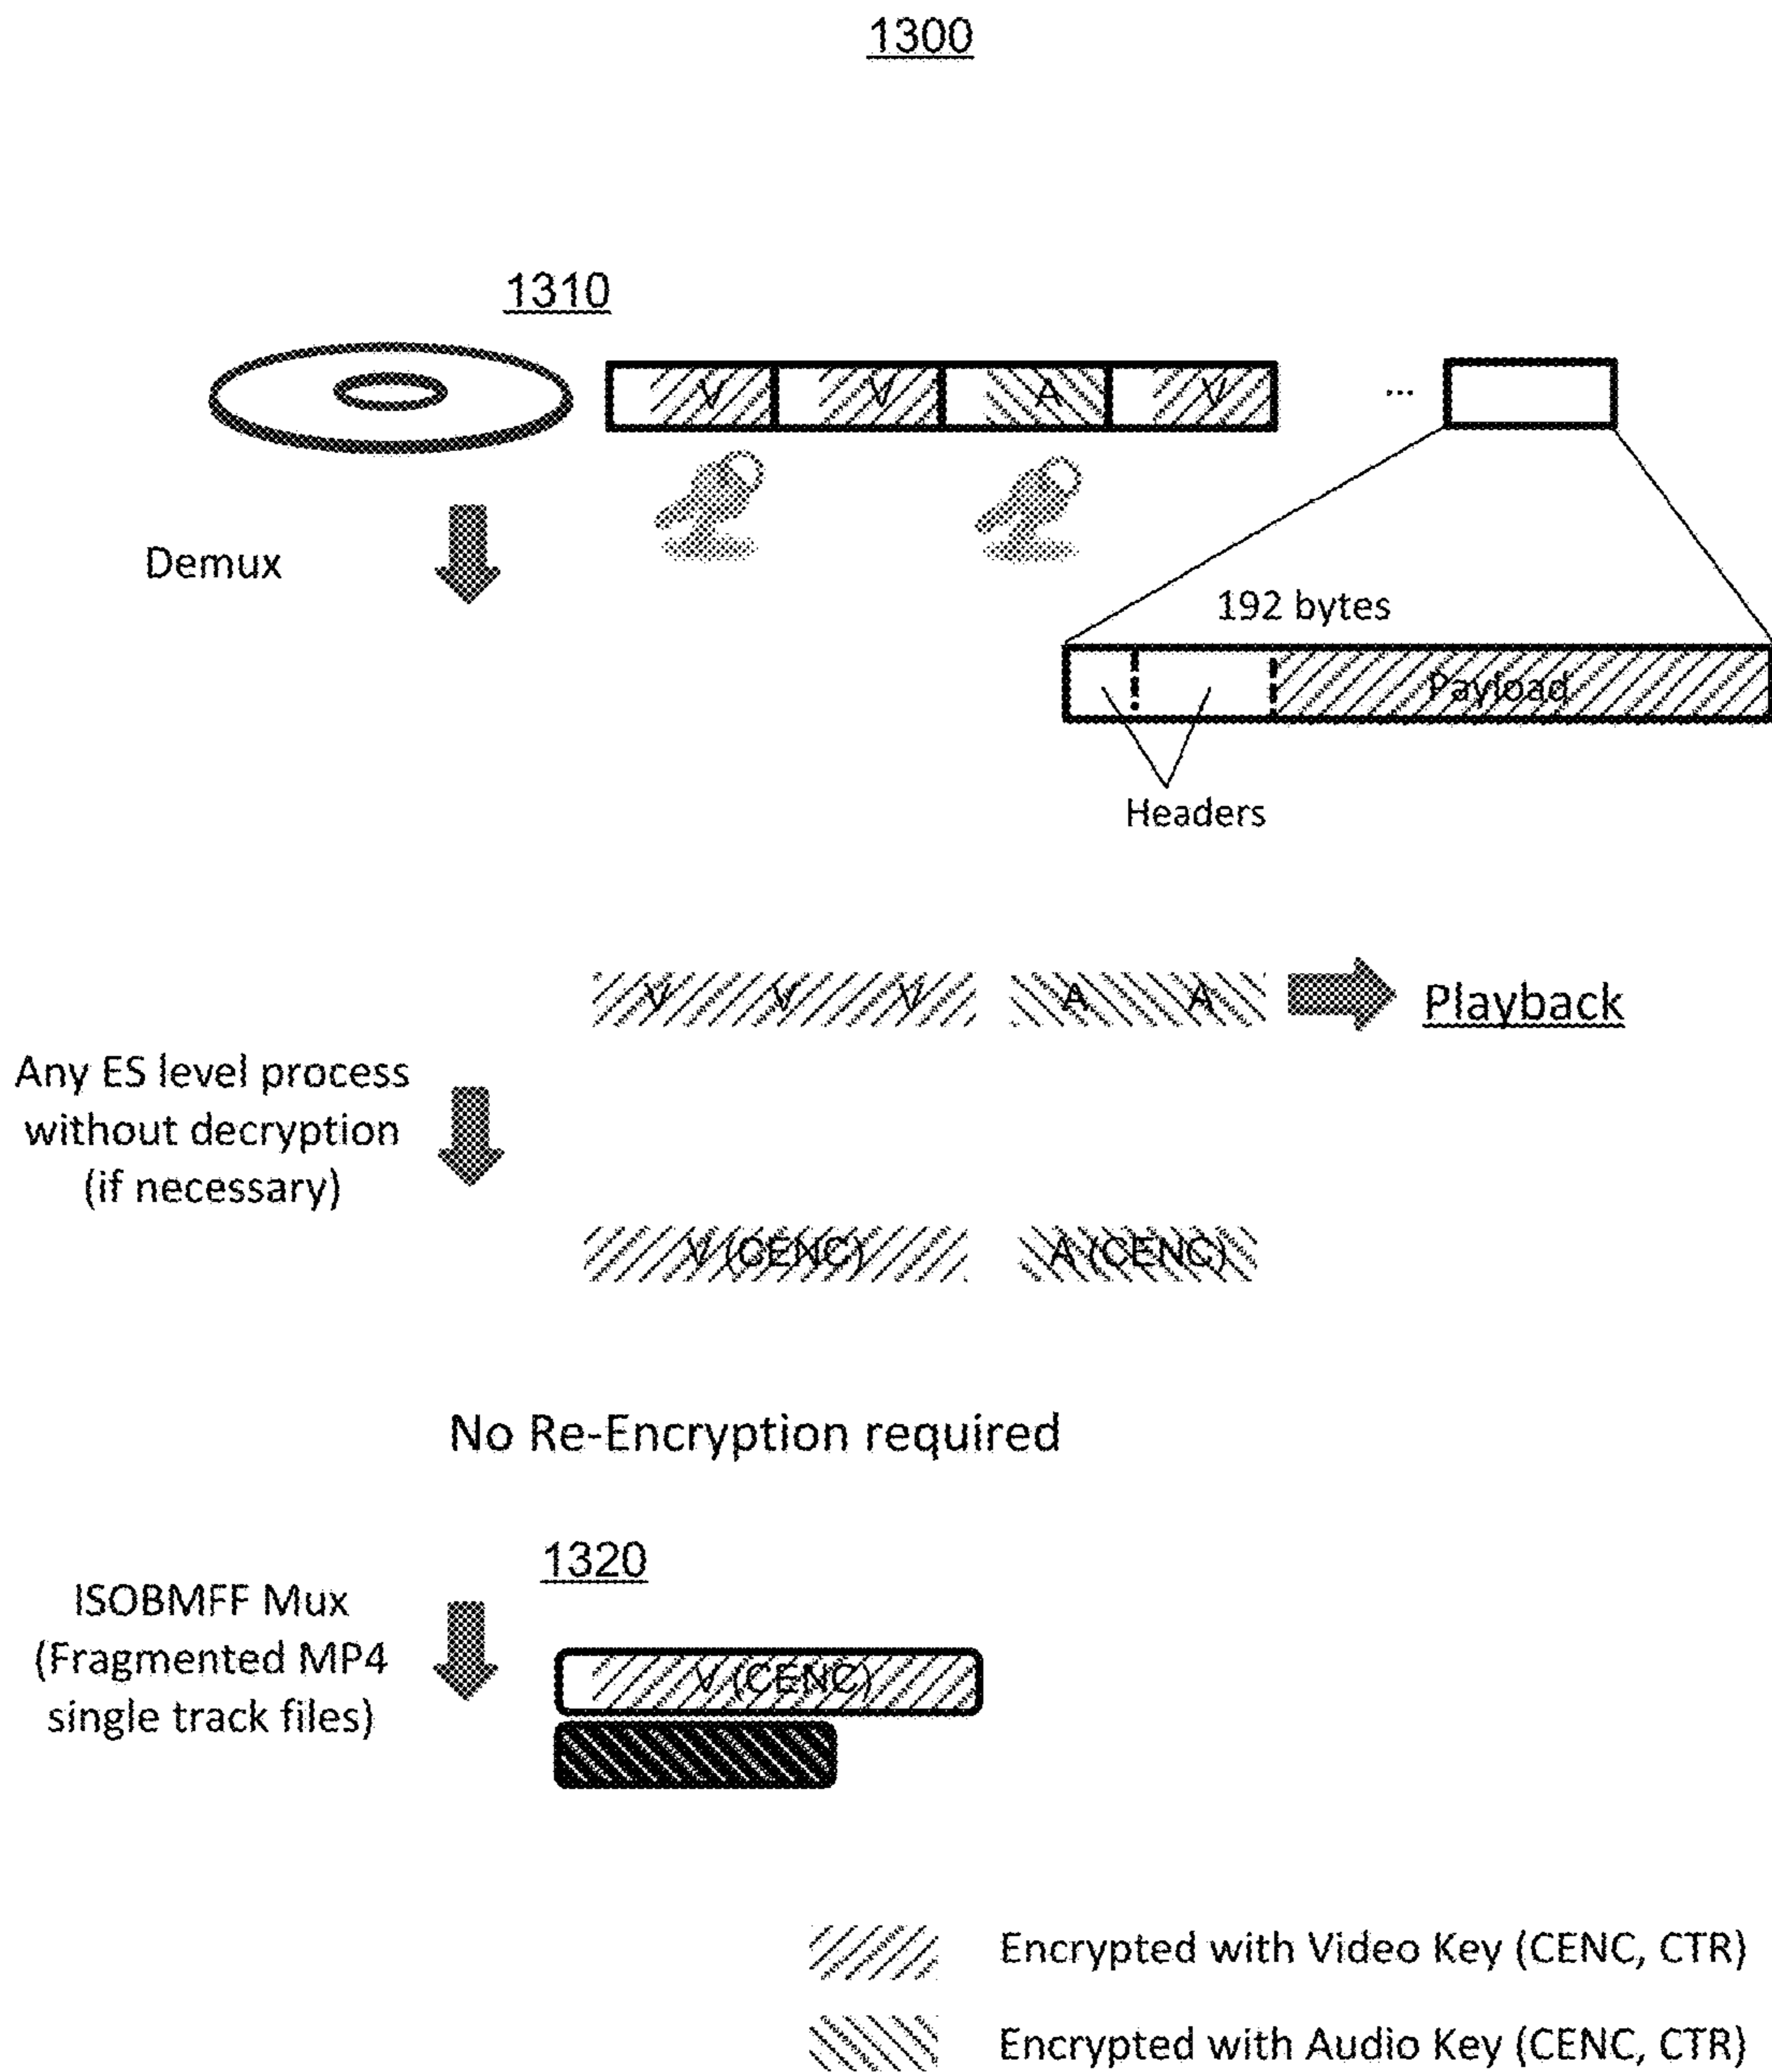 1300
1310
V V A V ...
Demux
192 bytes
Payload
Headers
V V V A A
Playback
Any ES level process
without decryption
(if necessary)
V (CENC) A (CENC)
No Re-Encryption required
1320
ISOBMFF Mux
(Fragmented MP4
single track files)
V (CENC)
Encrypted with Video Key (CENC, CTR)
Encrypted with Audio Key (CENC, CTR)